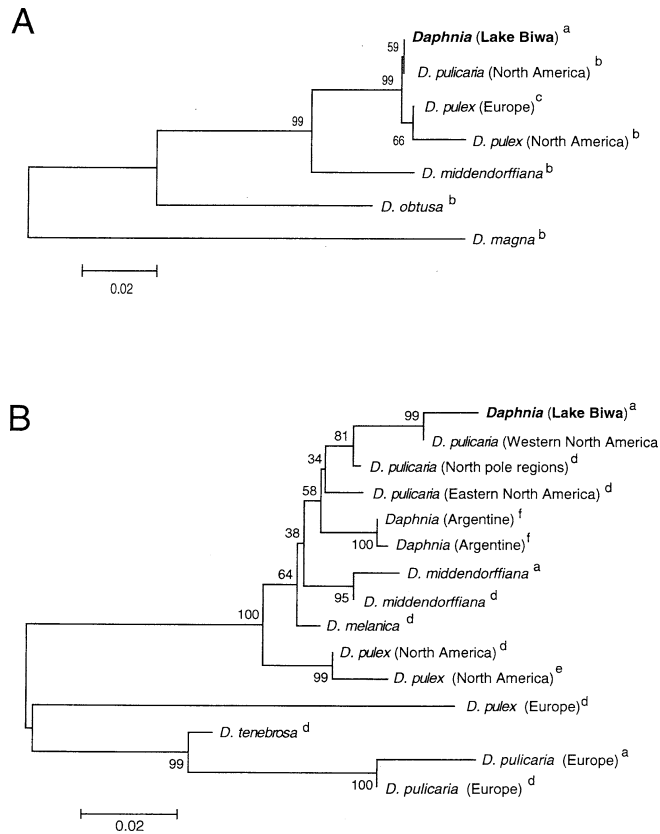 A
Daphnia (Lake Biwa) a
59
D. pulicaria (North America) b
99
D. pulex (Europe) c
99
66
D. pulex (North America) b
D. middendorffiana b
D. obtusa b
D. magna b
0.02
B
99
Daphnia (Lake Biwa) a
81
D. pulicaria (Western North America
34
D. pulicaria (North pole regions) d
58
D. pulicaria (Eastern North America) d
Daphnia (Argentine) f
38
100
Daphnia (Argentine) f
64
D. middendorffiana a
95
D. middendorffiana d
100
D. melanica d
D. pulex (North America) d
99
D. pulex (North America) e
D. pulex (Europe) d
D. tenebrosa d
99
D. pulicaria (Europe) a
100
D. pulicaria (Europe) d
0.02